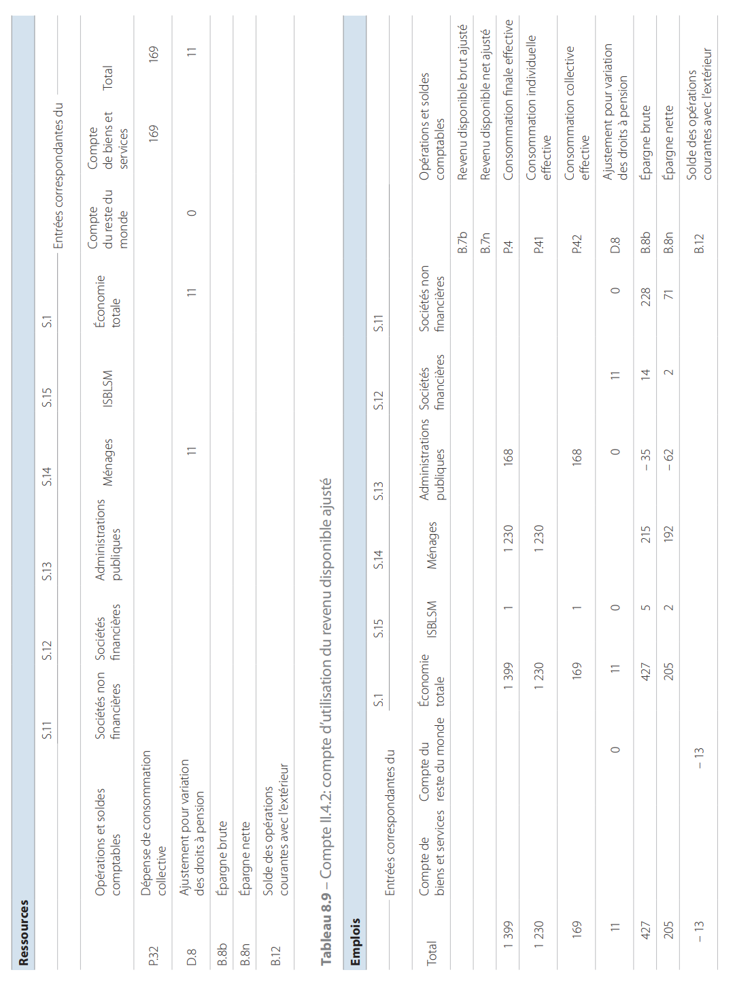 Ressources
S.11 S.12 S.13 S.14 S.15 S.1 Entrées correspondantes du
Opérations et soldes comptables Sociétés non financières Sociétés financières Administrations publiques Ménages ISBLSM Économie totale Compte du reste du monde Compte de biens et services Total
P.32 Dépense de consommation collective 169 169
D.8 Ajustement pour variation des droits à pension 11 11 0 11
B.8b Épargne brute
B.8n Épargne nette
B.12 Solde des opérations courantes avec l'extérieur
Tableau 8.9 – Compte II.4.2: compte d'utilisation du revenu disponible ajusté
Emplois
Entrées correspondantes du S.1 S.15 S.14 S.13 S.12 S.11
Total Compte de biens et services Compte du reste du monde Économie totale ISBLSM Ménages Administrations publiques Sociétés financières Sociétés non financières Opérations et soldes comptables
B.7b Revenu disponible brut ajusté
B.7n Revenu disponible net ajusté
1 399 1 399 1 1 230 168 P.4 Consommation finale effective
1 230 1 230 1 230 P.41 Consommation individuelle effective
169 169 1 168 P.42 Consommation collective effective
11 0 11 0 0 11 0 D.8 Ajustement pour variation des droits à pension
427 427 5 215 – 35 14 228 B.8b Épargne brute
205 205 2 192 – 62 2 71 B.8n Épargne nette
– 13 – 13 B.12 Solde des opérations courantes avec l'extérieur